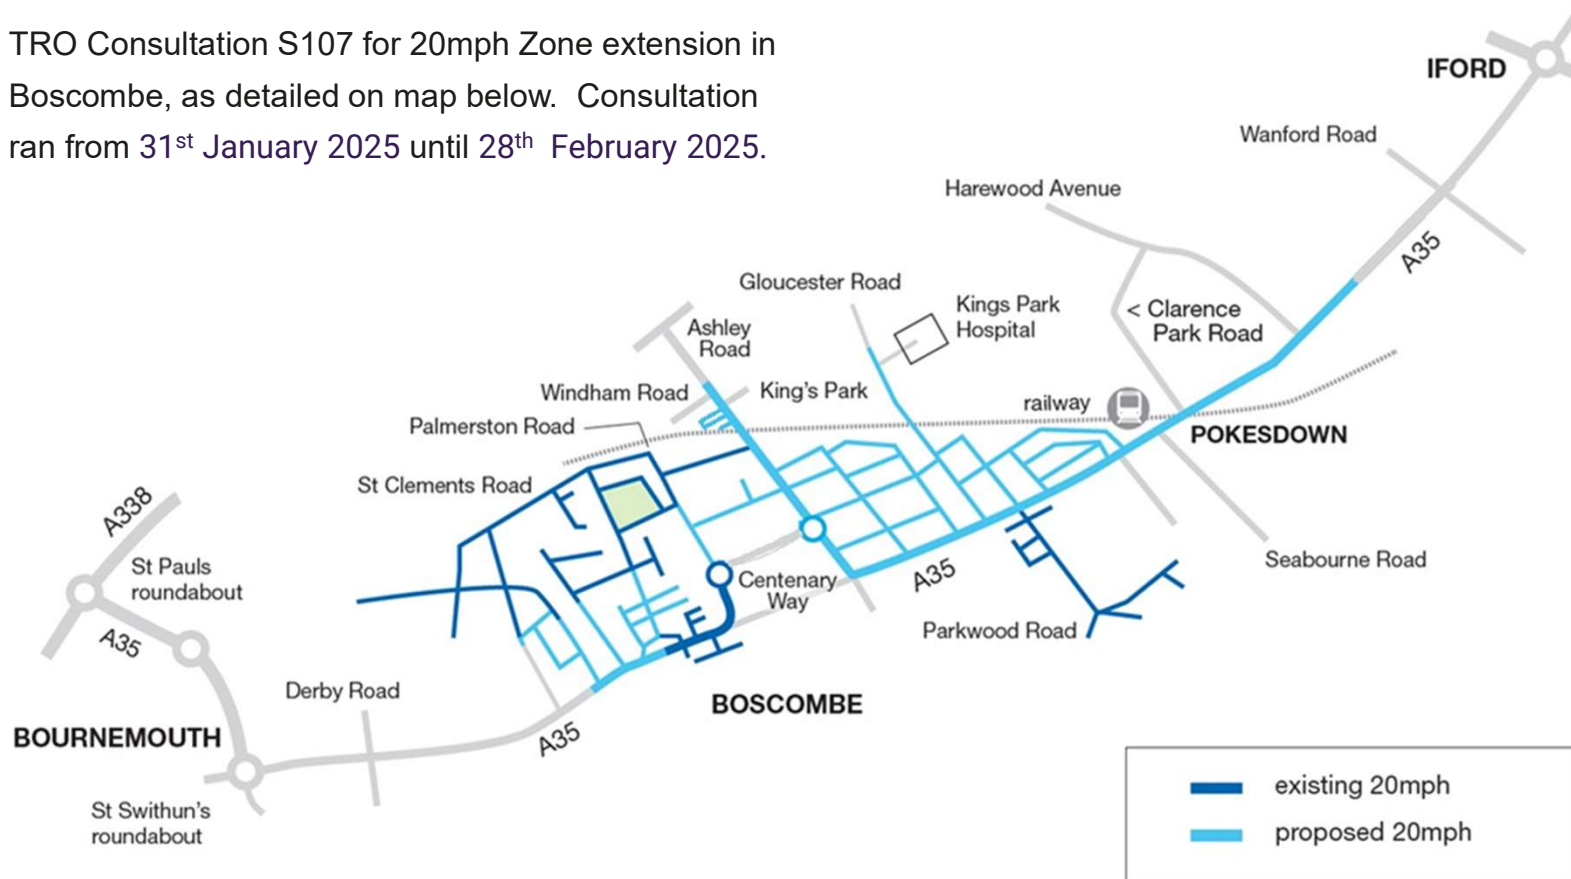 TRO Consultation S107 for 20mph Zone extension in
Boscombe, as detailed on map below. Consultation
ran from 31st January 2025 until 28th February 2025.
IFORD
Wanford Road
Harewood Avenue
A35
Gloucester Road
Kings Park
Hospital
< Clarence
Park Road
Ashley
Road
Windham Road
King's Park
railway
Palmerston Road
POKESDOWN
St Clements Road
A338
St Pauls
roundabout
Centenary
Way
A35
Seabourne Road
A35
Parkwood Road
Derby Road
BOSCOMBE
BOURNEMOUTH
A35
St Swithun's
roundabout
existing 20mph
proposed 20mph